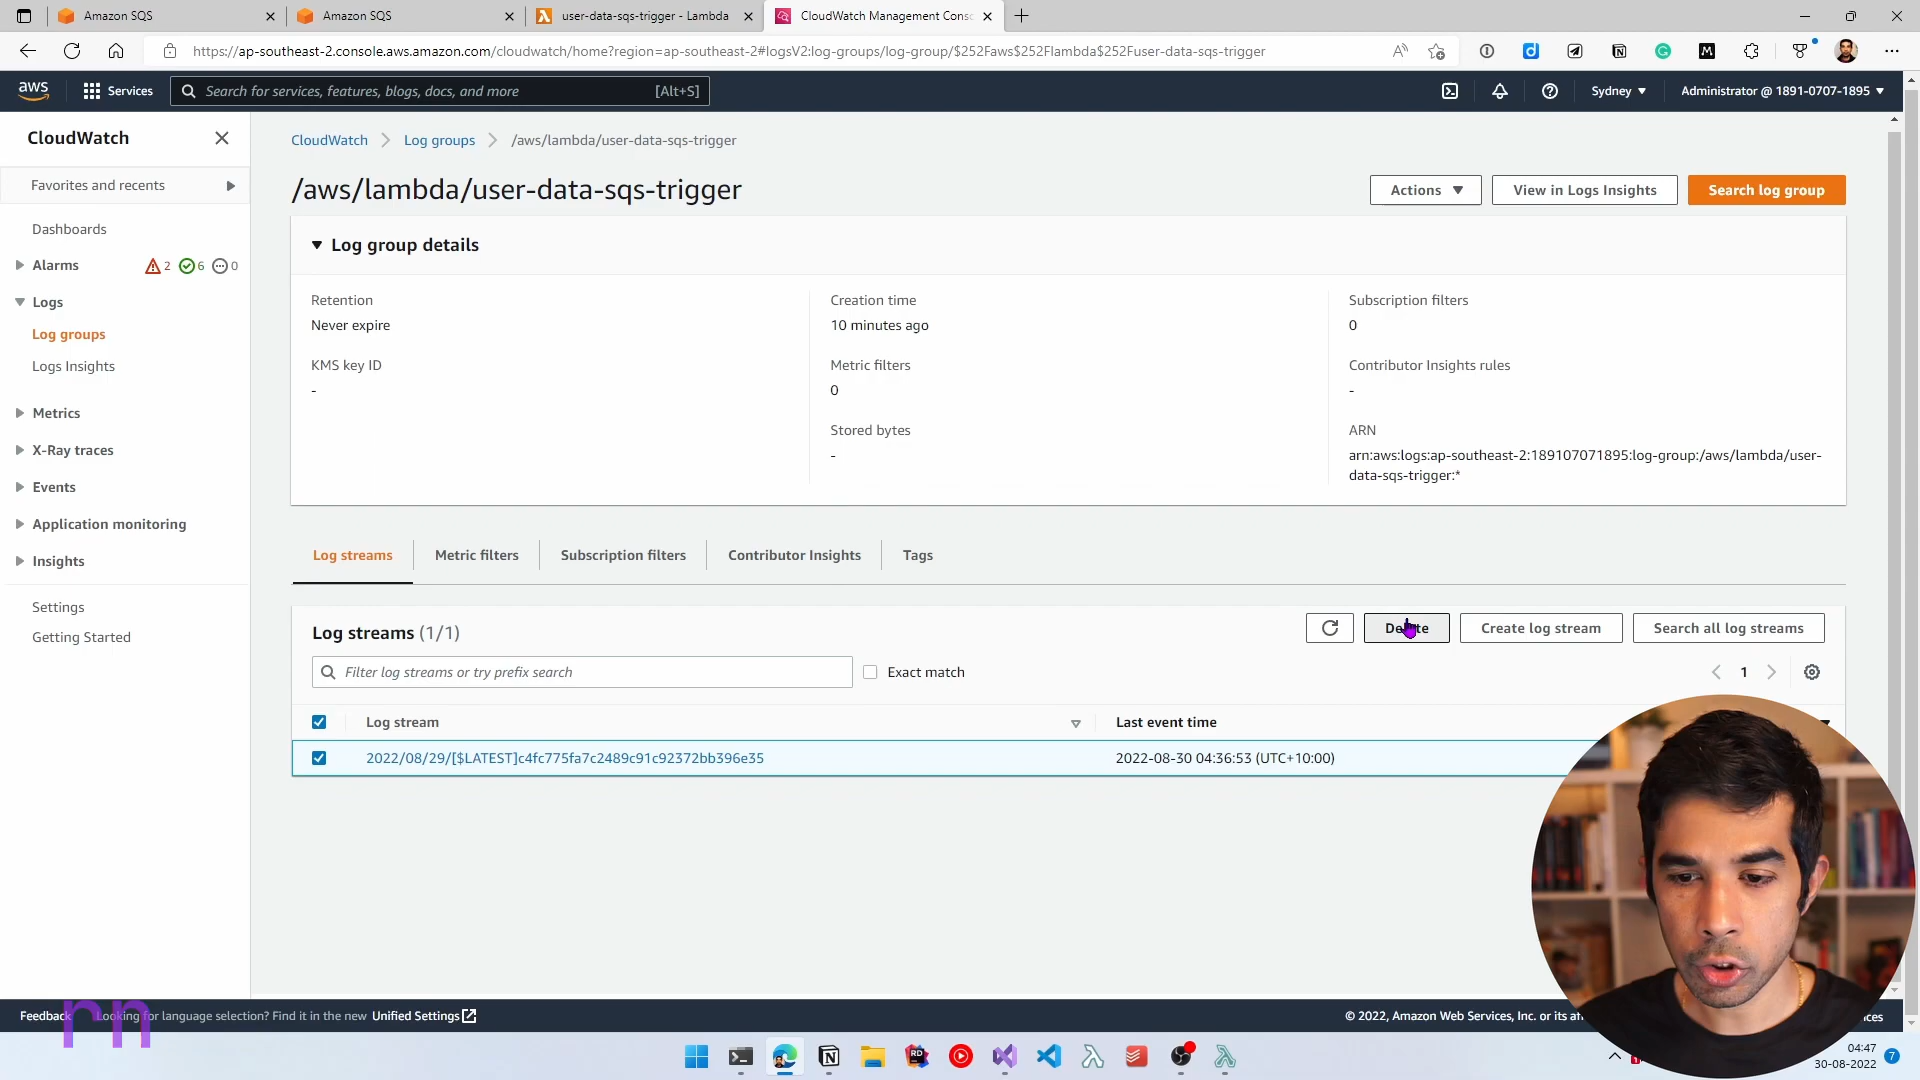 Amazon SQS
Amazon SQS
user-data-sqs-trigger - Lambda
CloudWatch Management Conso
https://ap-southeast-2.console.aws.amazon.com/cloudwatch/home?region=ap-southeast-2#logsV2:log-groups/log-group/$252Faws$252Flambda$252Fuser-data-sqs-trigger
aws
Services
Search for services, features, blogs, docs, and more
[Alt+S]
Sydney
Administrator @ 1891-0707-1895
CloudWatch
Favorites and recents
Dashboards
Alarms
2
6
0
Logs
Log groups
Logs Insights
Metrics
X-Ray traces
Events
Application monitoring
Insights
Settings
Getting Started
CloudWatch
Log groups
/aws/lambda/user-data-sqs-trigger
/aws/lambda/user-data-sqs-trigger
Actions
View in Logs Insights
Search log group
Log group details
Retention
Never expire
KMS key ID
-
Creation time
10 minutes ago
Metric filters
0
Stored bytes
-
Subscription filters
0
Contributor Insights rules
-
ARN
arn:aws:logs:ap-southeast-2:189107071895:log-group:/aws/lambda/user-
data-sqs-trigger:*
Log streams
Metric filters
Subscription filters
Contributor Insights
Tags
Log streams (1/1)
Delete
Create log stream
Search all log streams
Filter log streams or try prefix search
Exact match
1
Log stream
Last event time
2022/08/29/[$LATEST]c4fc775fa7c2489c91c92372bb396e35
2022-08-30 04:36:53 (UTC+10:00)
Feedback
Looking for language selection? Find it in the new Unified Settings
© 2022, Amazon Web Services, Inc. or its af
rn
04:47
30-08-2022
7